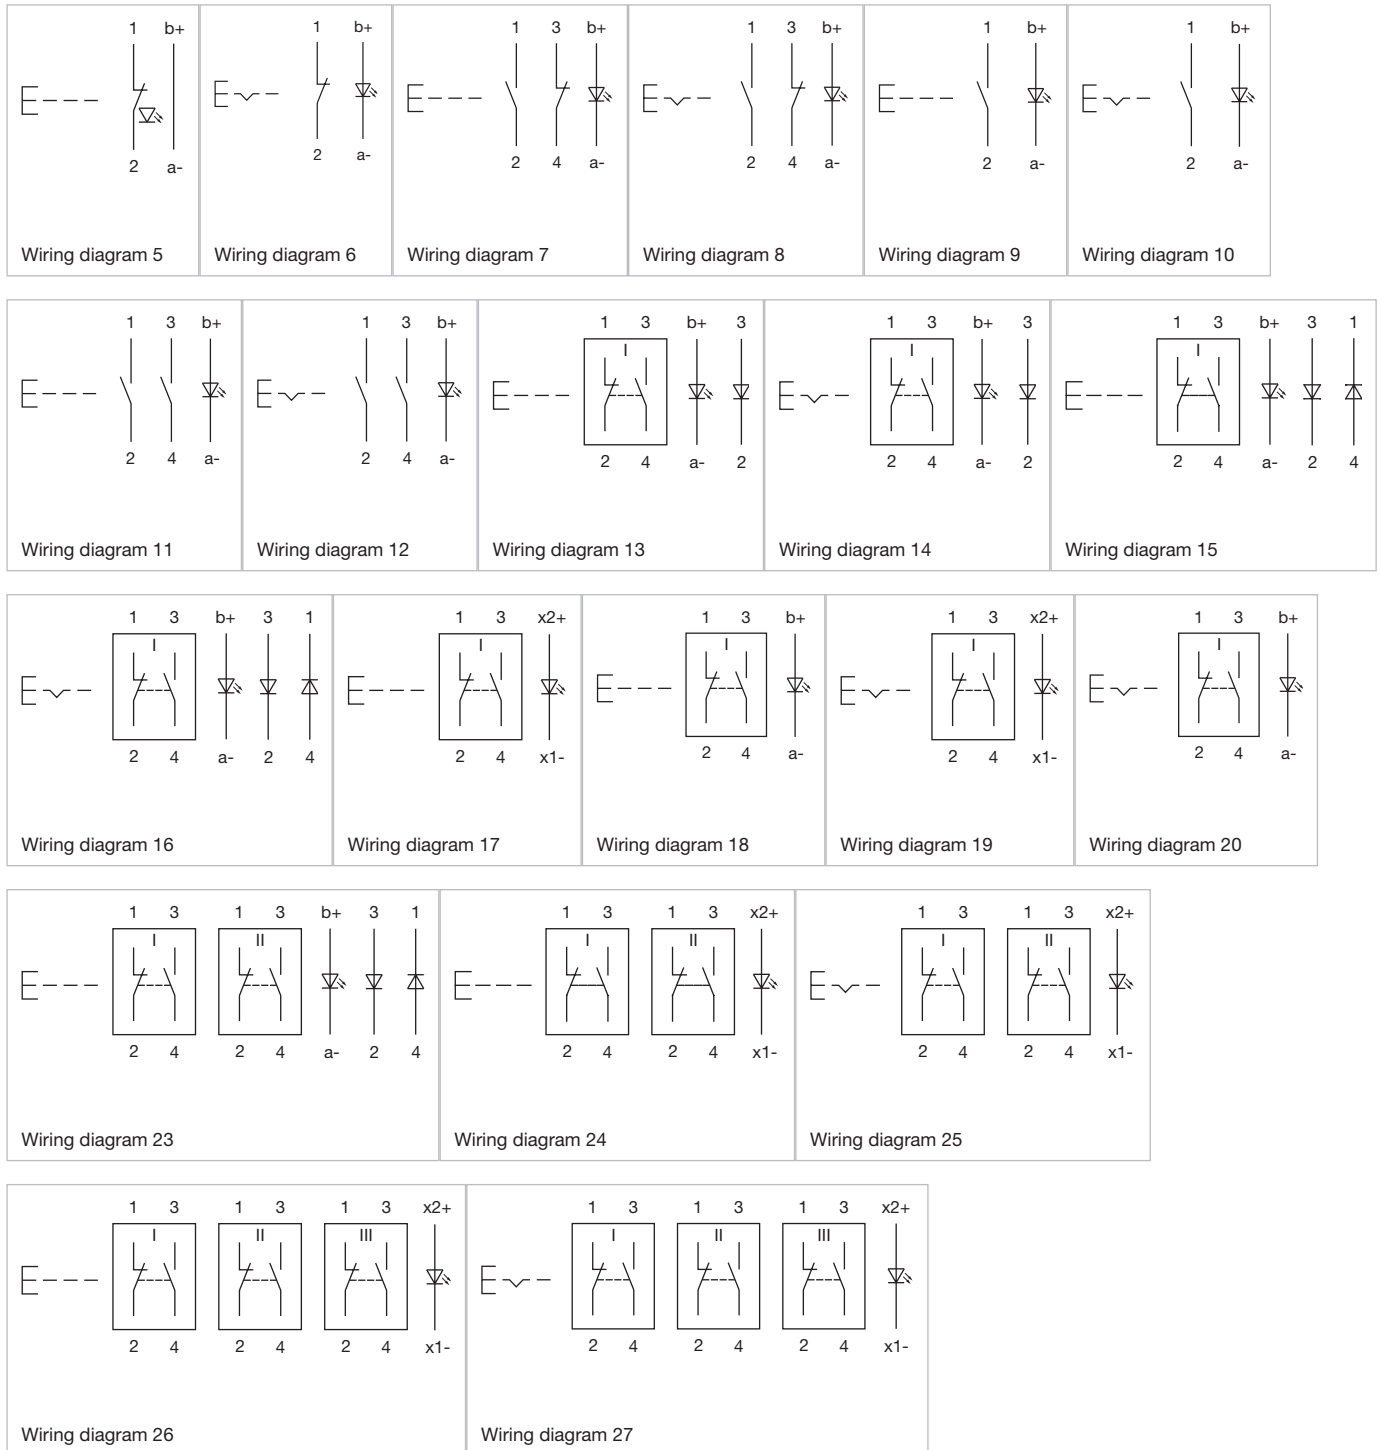 1 b+ 1 b+ 1 3 b+ 1 3 b+ 1 b+ 1 b+
2 a- 2 a- 2 4 a- 2 4 a- 2 a- 2 a-
Wiring diagram 5 Wiring diagram 6 Wiring diagram 7 Wiring diagram 8 Wiring diagram 9 Wiring diagram 10
1 3 b+ 1 3 b+ 1 3 b+ 3 1 3 b+ 3 1 3 b+ 3 1
I I I
2 4 a- 2 4 a- 2 4 a- 2 2 4 a- 2 2 4 a- 2 4
Wiring diagram 11 Wiring diagram 12 Wiring diagram 13 Wiring diagram 14 Wiring diagram 15
1 3 b+ 3 1 1 3 x2+ 1 3 b+ 1 3 x2+ 1 3 b+
I I I I I
2 4 a- 2 4 2 4 x1- 2 4 a- 2 4 x1- 2 4 a-
Wiring diagram 16 Wiring diagram 17 Wiring diagram 18 Wiring diagram 19 Wiring diagram 20
1 3 1 3 b+ 3 1 1 3 1 3 x2+ 1 3 1 3 x2+
I II I II I II
2 4 2 4 a- 2 4 2 4 2 4 x1- 2 4 2 4 x1-
Wiring diagram 23 Wiring diagram 24 Wiring diagram 25
1 3 1 3 1 3 x2+ 1 3 1 3 1 3 x2+
I II III I II III
2 4 2 4 2 4 x1- 2 4 2 4 2 4 x1-
Wiring diagram 26 Wiring diagram 27